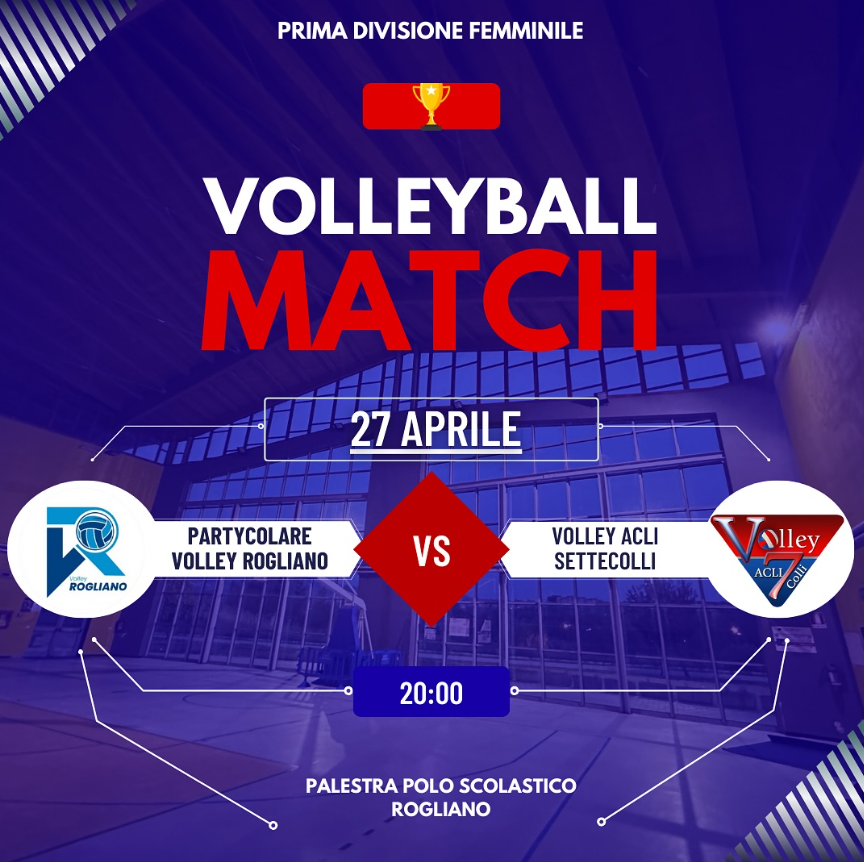 PRIMA DIVISIONE FEMMINILE
VOLLEYBALL
MATCH
27 APRILE
volley
ROGLIANO
PARTYCOLARE
VOLLEY ROGLIANO
VS
VOLLEY ACLI
SETTECOLLI
Volley
ACLI 7 Colli
20:00
PALESTRA POLO SCOLASTICO
ROGLIANO